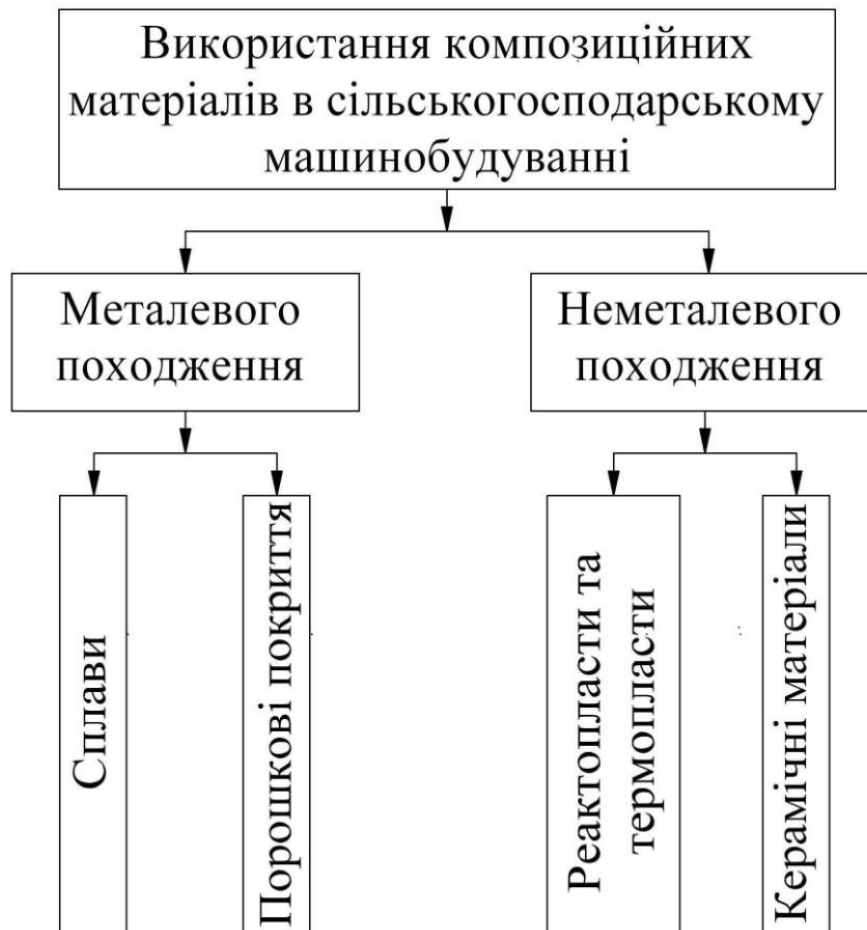 Використання композиційних
матеріалів в сільськогосподарському
машинобудуванні
Металевого
походження
Неметалевого
походження
Сплави
Порошкові покриття
Реактопласти та
термопласти
Керамічні матеріали